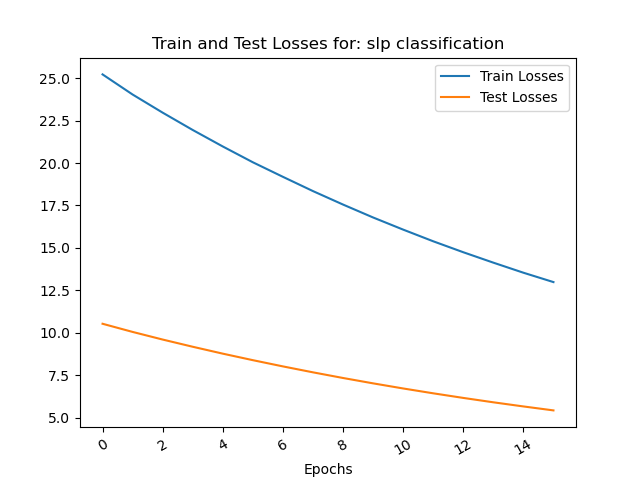 Train and Test Losses for: slp classification
Train Losses
Test Losses
25.0
22.5
20.0
17.5
15.0
12.5
10.0
7.5
5.0
0 2 4 6 8 10 12 14
Epochs